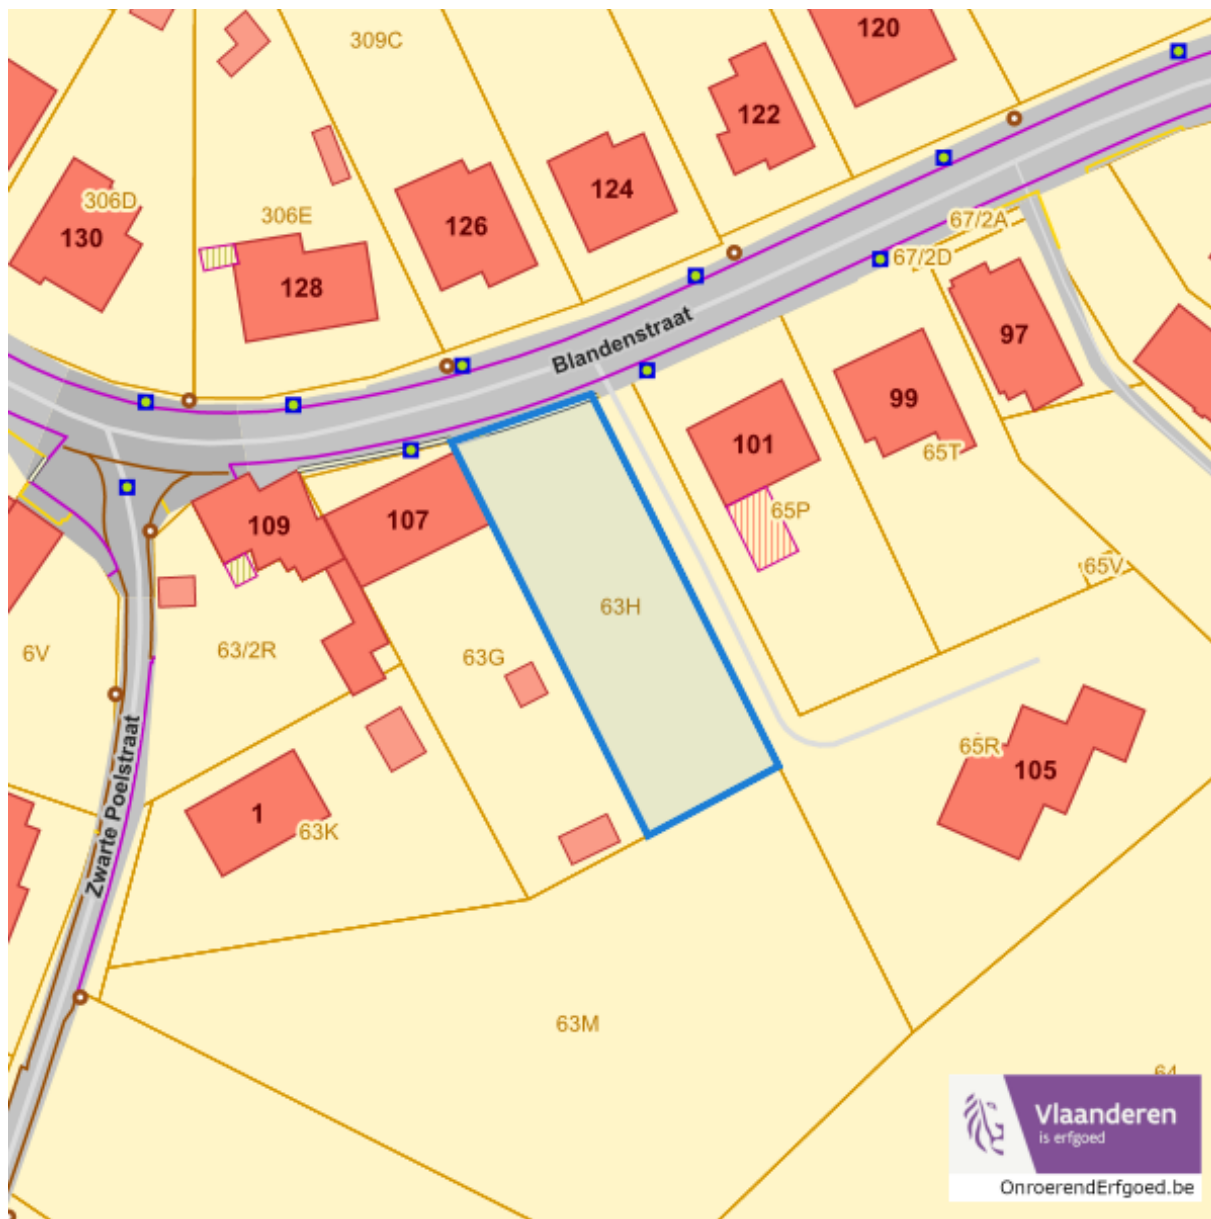 309C
120
122
124
126
306D
130
306E
128
67/2A
67/2D
97
Blandenstraat
99
65T
101
65P
107
109
65V
63H
63/2R
6V
63G
65R
105
Zwarte Poelstraat
1
63K
63M
64
Vlaanderen
is erfgoed
OnroerendErfgoed.be